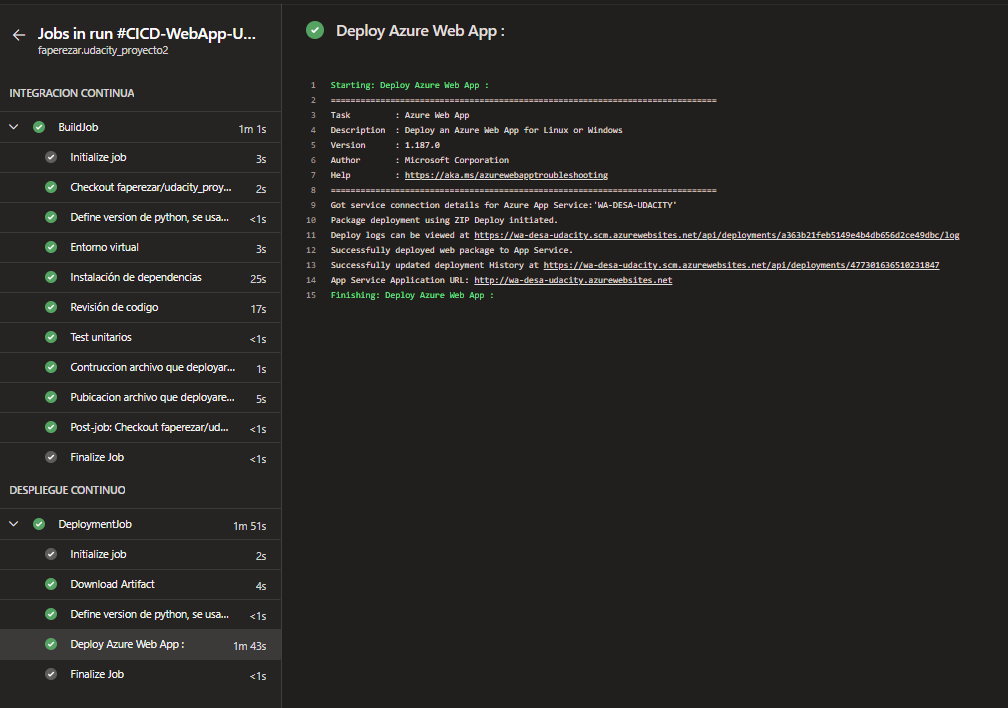 Jobs in run #CICD-WebApp-U...
faperezar.udacity_proyecto2
INTEGRACION CONTINUA
BuildJob 1m 1s
Initialize job 3s
Checkout faperezar/udacity_proy... 2s
Define version de python, se usa... <1s
Entorno virtual 3s
Instalación de dependencias 25s
Revisión de codigo 17s
Test unitarios <1s
Contruccion archivo que deployar... 1s
Pubicacion archivo que deployare... 5s
Post-job: Checkout faperezar/ud... <1s
Finalize Job <1s
DESPLIEGUE CONTINUO
DeploymentJob 1m 51s
Initialize job 2s
Download Artifact 4s
Define version de python, se usa... <1s
Deploy Azure Web App : 1m 43s
Finalize Job <1s
Deploy Azure Web App :
1 Starting: Deploy Azure Web App :
2 ==============================================================================
3 Task : Azure Web App
4 Description : Deploy an Azure Web App for Linux or Windows
5 Version : 1.187.0
6 Author : Microsoft Corporation
7 Help : https://aka.ms/azurewebapptroubleshooting
8 ==============================================================================
9 Got service connection details for Azure App Service:'WA-DESA-UDACITY'
10 Package deployment using ZIP Deploy initiated.
11 Deploy logs can be viewed at https://wa-desa-udacity.scm.azurewebsites.net/api/deployments/a363b21feb5149e4b4db656d2ce49dbc/log
12 Successfully deployed web package to App Service.
13 Successfully updated deployment History at https://wa-desa-udacity.scm.azurewebsites.net/api/deployments/477301636510231847
14 App Service Application URL: http://wa-desa-udacity.azurewebsites.net
15 Finishing: Deploy Azure Web App :